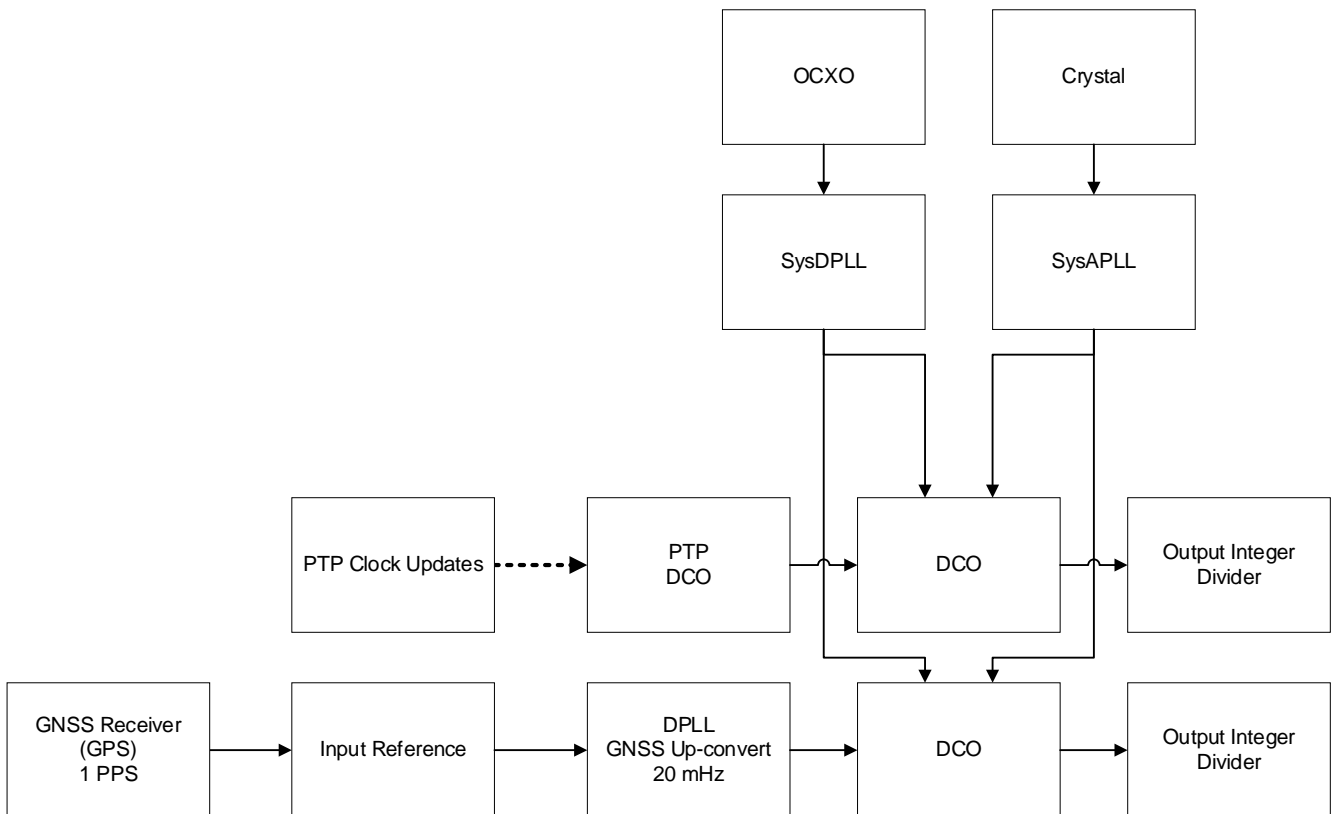 OCXO
Crystal
SysDPLL
SysAPLL
PTP Clock Updates
PTP
DCO
DCO
Output Integer
Divider
GNSS Receiver
(GPS)
1 PPS
Input Reference
DPLL
GNSS Up-convert
20 mHz
DCO
Output Integer
Divider